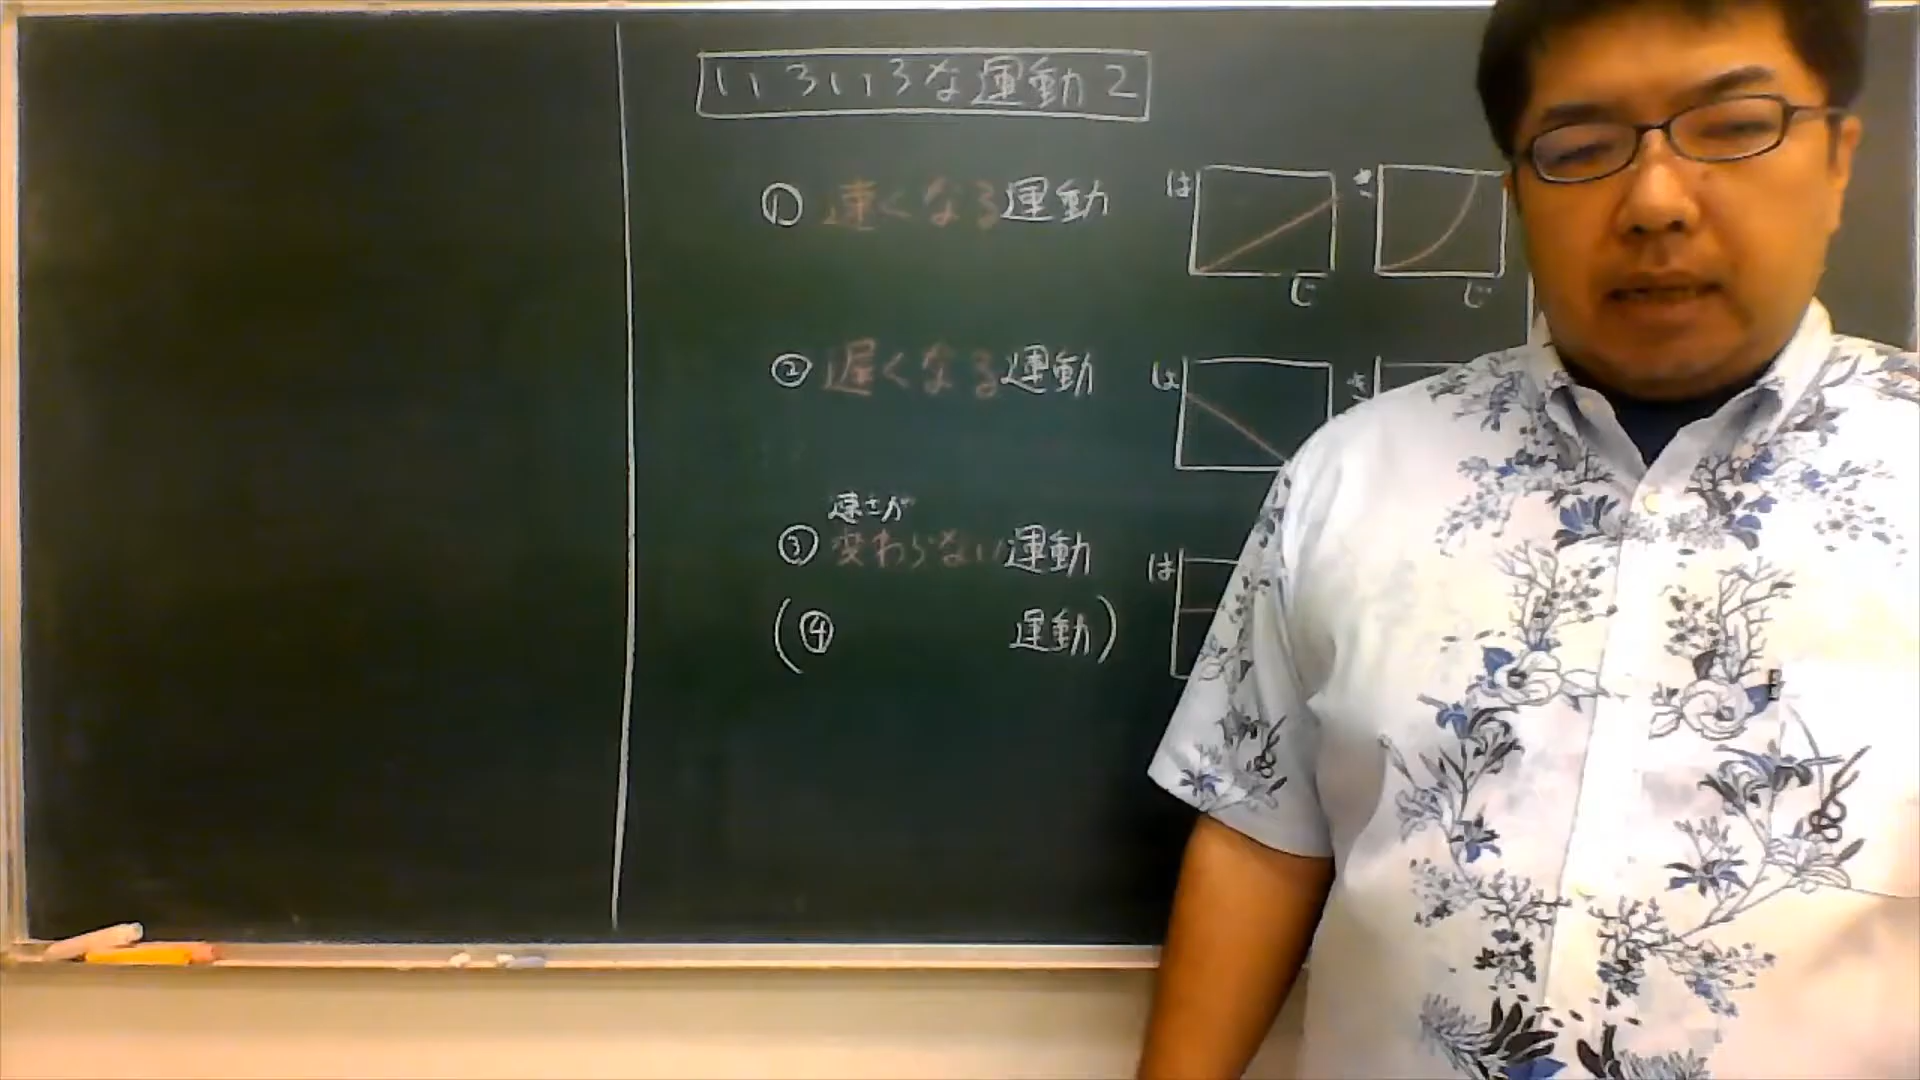 いろいろな運動2
① 速くなる運動
は
じ
き
じ
② 遅くなる運動
は
き
速さが
③ 変わらない運動
は
(④ 運動)